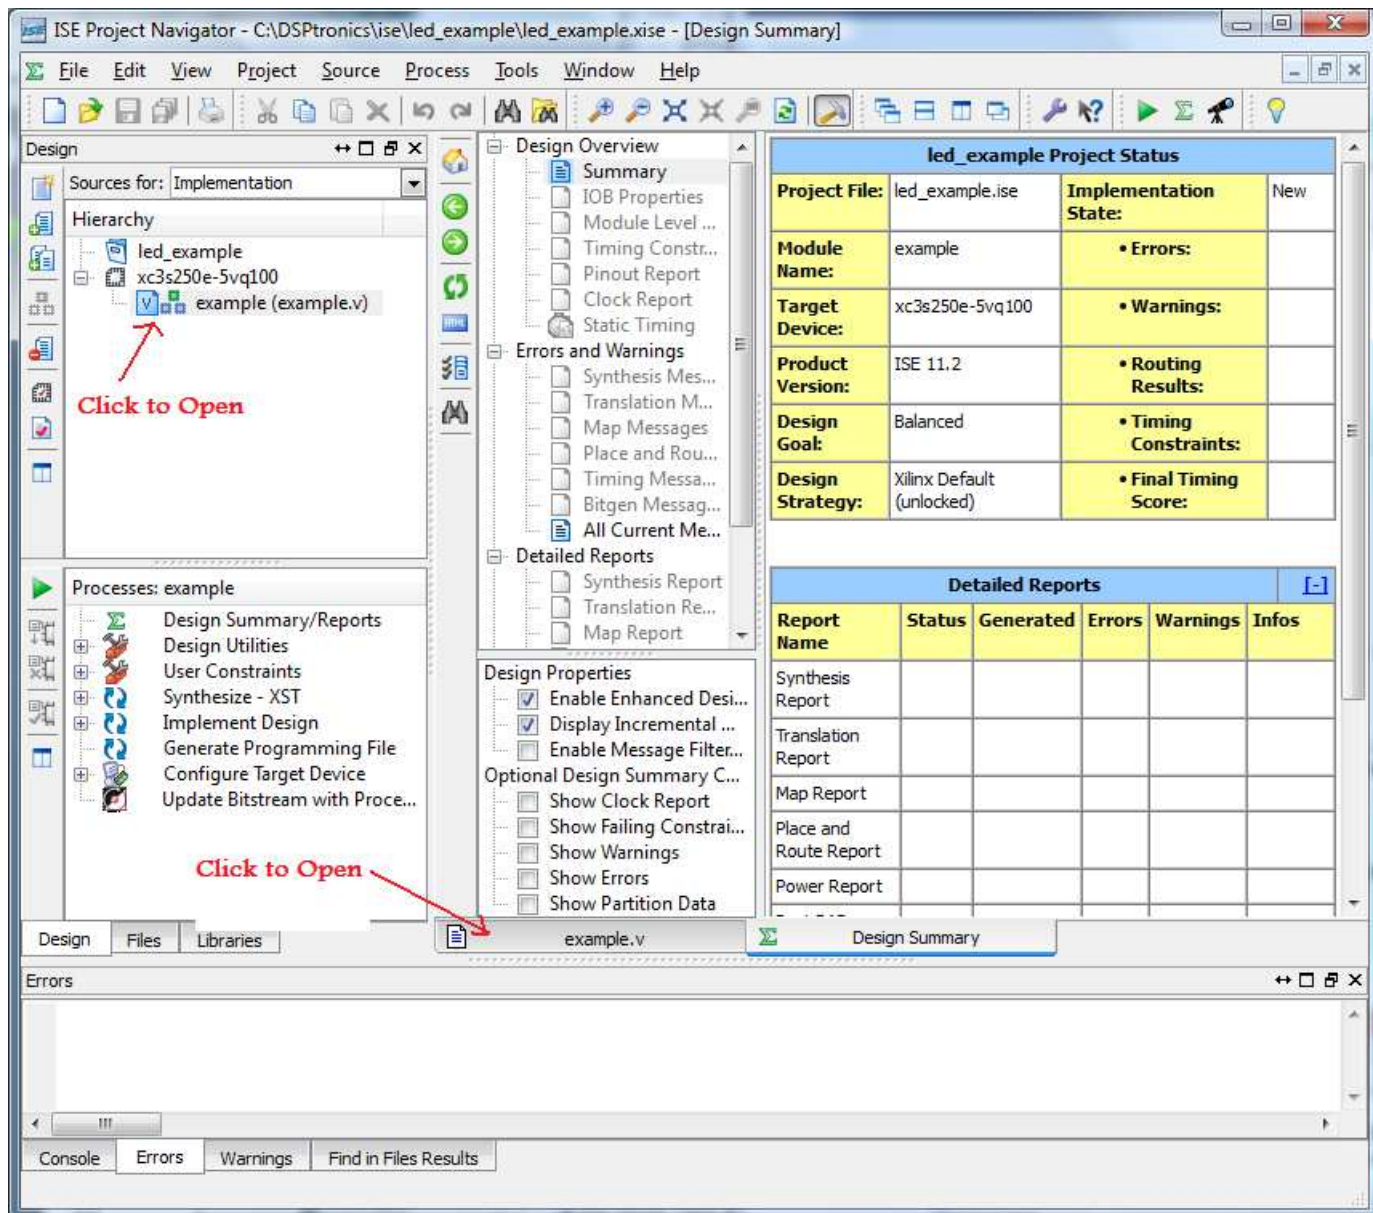 ISE Project Navigator - C:\DSPtronics\ise\led_example\led_example.xise - [Design Summary]
File Edit View Project Source Process Tools Window Help
Design
Sources for: Implementation
Hierarchy
led_example
xc3s250e-5vq100
V example (example.v)
Click to Open
Processes: example
Design Summary/Reports
Design Utilities
User Constraints
Synthesize - XST
Implement Design
Generate Programming File
Configure Target Device
Update Bitstream with Proce...
Click to Open
Design Files Libraries
Design Overview
Summary
IOB Properties
Module Level ...
Timing Constr...
Pinout Report
Clock Report
Static Timing
Errors and Warnings
Synthesis Mes...
Translation M...
Map Messages
Place and Rou...
Timing Messa...
Bitgen Messag...
All Current Me...
Detailed Reports
Synthesis Report
Translation Re...
Map Report
Design Properties
Enable Enhanced Desi...
Display Incremental ...
Enable Message Filter...
Optional Design Summary C...
Show Clock Report
Show Failing Constrai...
Show Warnings
Show Errors
Show Partition Data
led_example Project Status
Project File: led_example.ise Implementation State: New
Module Name: example • Errors:
Target Device: xc3s250e-5vq100 • Warnings:
Product Version: ISE 11.2 • Routing Results:
Design Goal: Balanced • Timing Constraints:
Design Strategy: Xilinx Default (unlocked) • Final Timing Score:
Detailed Reports [-]
Report Name Status Generated Errors Warnings Infos
Synthesis Report
Translation Report
Map Report
Place and Route Report
Power Report
example.v Design Summary
Errors
Console Errors Warnings Find in Files Results